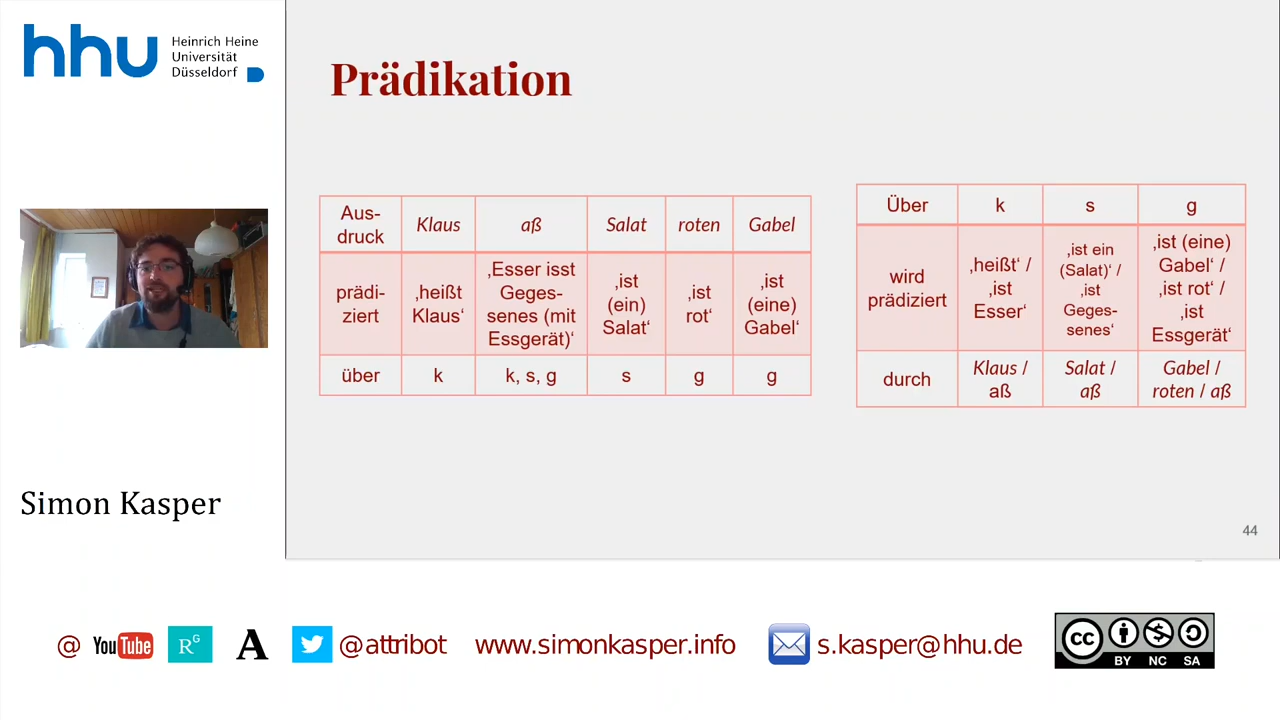 hhu
Heinrich Heine
Universität
Düsseldorf
Prädikation
Aus-
druck
Klaus
aß
Salat
roten
Gabel
prädi-
ziert
‚heißt
Klaus‘
‚Esser isst
Geges-
senes (mit
Essgerät)‘
‚ist
(ein)
Salat‘
‚ist
rot‘
‚ist
(eine)
Gabel‘
über
k
k, s, g
s
g
g
Über
k
s
g
wird
prädiziert
‚heißt‘ /
‚ist
Esser‘
‚ist ein
(Salat)‘ /
‚ist
Geges-
senes‘
‚ist (eine)
Gabel‘ /
‚ist rot‘ /
‚ist
Essgerät‘
durch
Klaus /
aß
Salat /
aß
Gabel /
roten / aß
Simon Kasper
44
@ YouTube RG A @attribot www.simonkasper.info s.kasper@hhu.de
cc
BY NC SA